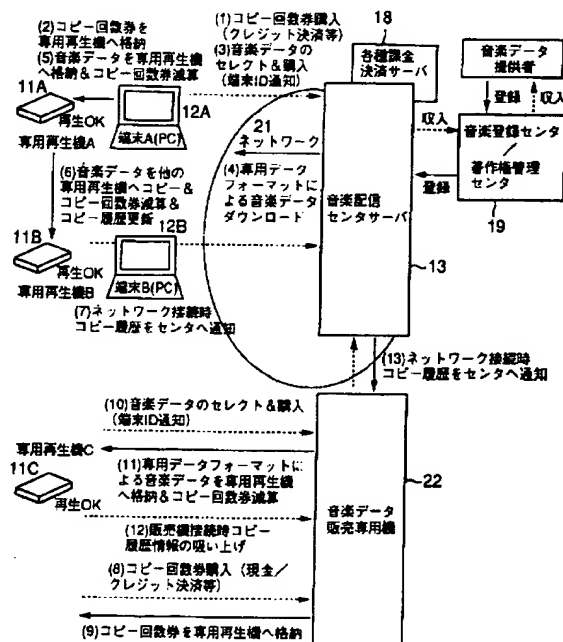 (1)コピー回数券購入
(クレジット決済等)
(2)コピー回数券を
専用再生機へ格納
(3)音楽データの
セレクト&購入
(端末ID通知)
(5)音楽データを専用再生機
へ格納&コピー回数券減算
18
各種課金
決済サーバ
音楽データ
提供者
登録
収入
11A
再生OK
専用再生機A
12A
端末A(PC)
21
ネットワーク
(4)専用データ
フォーマットに
よる音楽データ
ダウンロード
音楽配信
センタサーバ
13
収入
登録
音楽登録センタ
/
著作権管理
センタ
19
(6)音楽データを他の
専用再生機へコピー&
コピー回数券減算&
コピー履歴更新
11B
再生OK
専用再生機B
12B
端末B(PC)
(7)ネットワーク接続時
コピー履歴をセンタへ通知
(13)ネットワーク接続時
コピー履歴をセンタへ通知
(10)音楽データのセレクト&購入
(端末ID通知)
専用再生機C
11C
再生OK
(11)専用データフォーマットに
よる音楽データを専用再生機
へ格納&コピー回数券減算
(12)販売機接続時コピー
履歴情報の吸い上げ
(8)コピー回数券購入(現金/
クレジット決済等)
(9)コピー回数券を専用再生機へ格納
音楽データ
販売専用機
22